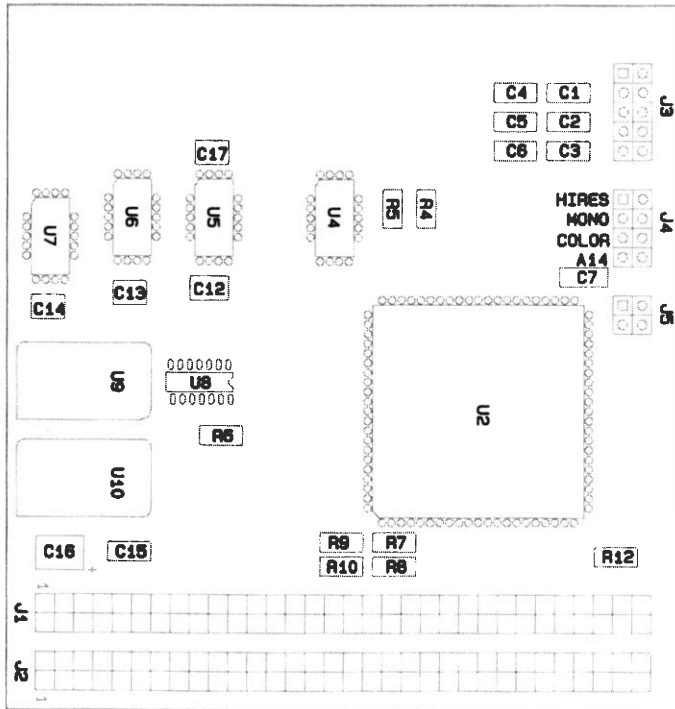 C4 C1
J3
C5 C2
C6 C3
C17
HIRES
MONO
COLOR
A14
J4
U7
U6
U5
U4
R5
R4
C7
C14
C13
C12
J5
U9
U8
U2
R6
U10
C16
C15
R9 R7
R10 R8
R12
1
J1
J2
1